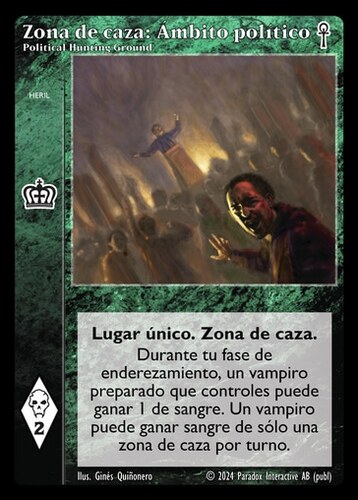 Zona de caza: Ámbito político
Political Hunting Ground
HERIL
Lugar único. Zona de caza.
Durante tu fase de
enderezamiento, un vampiro
preparado que controles puede
ganar 1 de sangre. Un vampiro
puede ganar sangre de sólo una
zona de caza por turno.
2
Ilus. Ginés Quiñonero
© 2024 Paradox Interactive AB (publ)